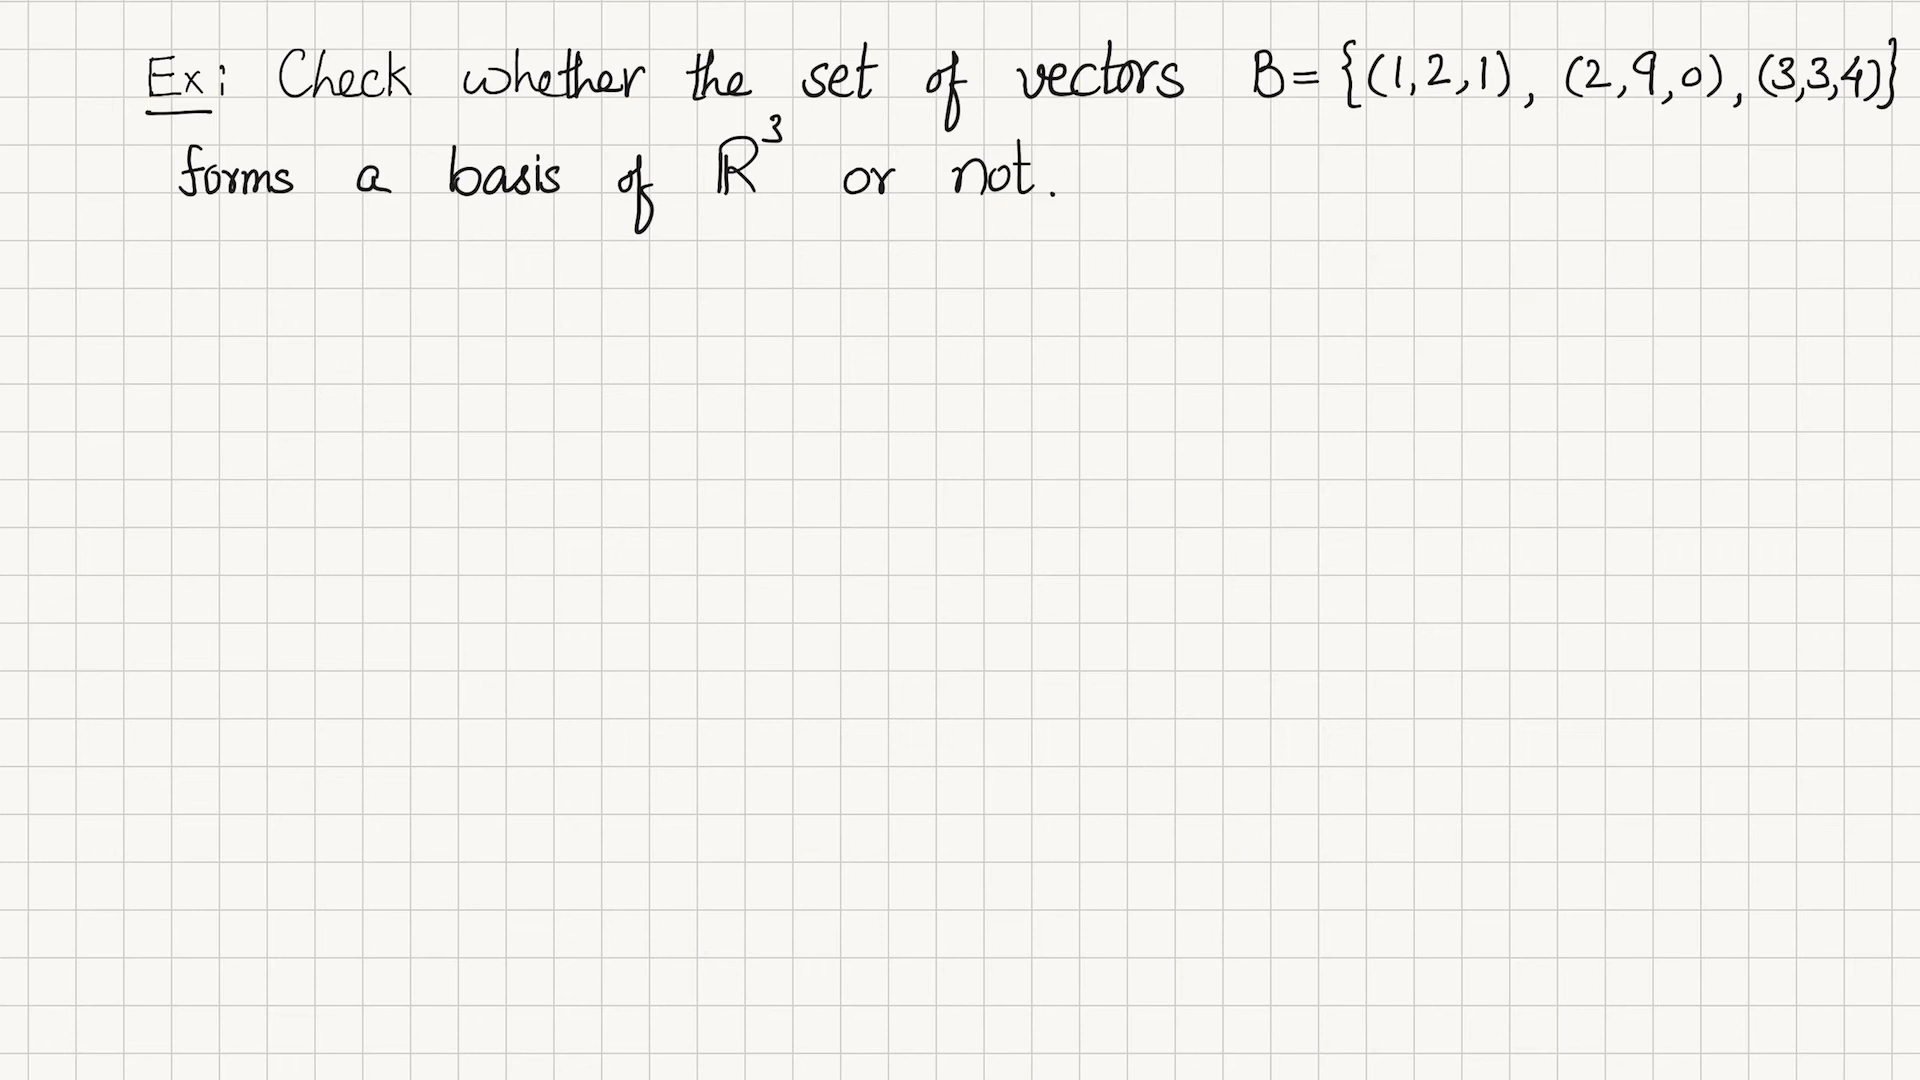 Ex: Check whether the set of vectors B = {(1,2,1), (2,9,0), (3,3,4)}
forms a basis of ℝ³ or not.